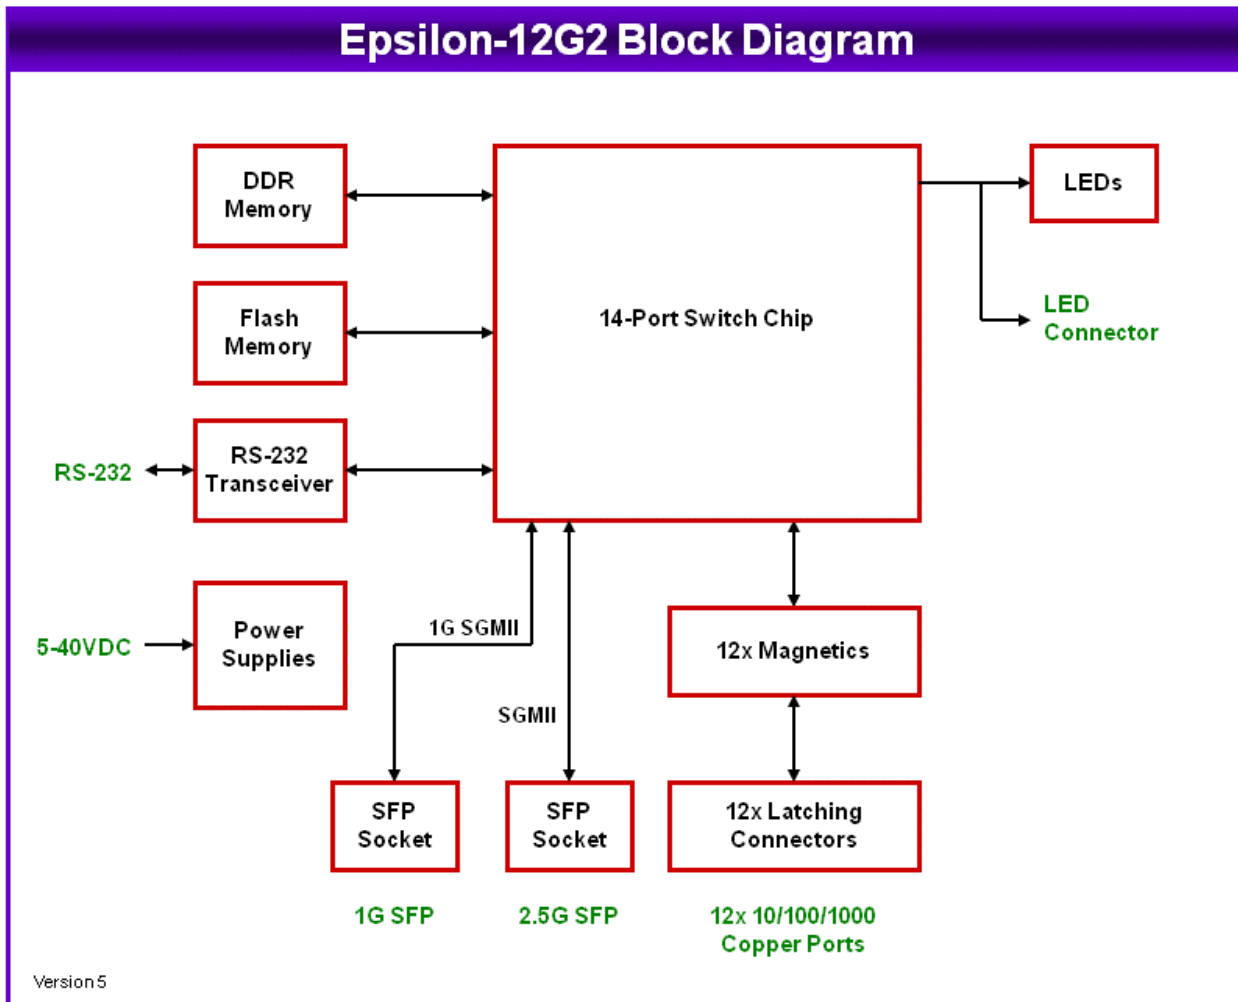 Epsilon-12G2 Block Diagram
DDR
Memory
LEDs
14-Port Switch Chip
Flash
Memory
LED
Connector
RS-232
RS-232
Transceiver
5-40VDC
Power
Supplies
1G SGMII
12x Magnetics
SGMII
SFP
Socket
SFP
Socket
12x Latching
Connectors
1G SFP
2.5G SFP
12x 10/100/1000
Copper Ports
Version 5